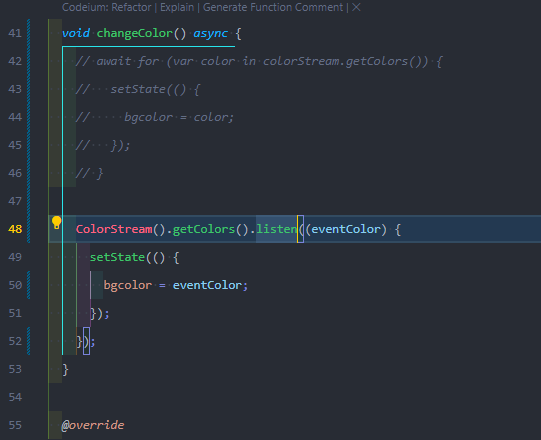 Codeium: Refactor | Explain | Generate Function Comment | ×
41 void changeColor() async {
42 // await for (var color in colorStream.getColors()) {
43 //   setState(() {
44 //     bgcolor = color;
45 //   });
46 // }
47
48 ColorStream().getColors().listen((eventColor) {
49 setState(() {
50 bgcolor = eventColor;
51 });
52 });
53 }
54
55 @override